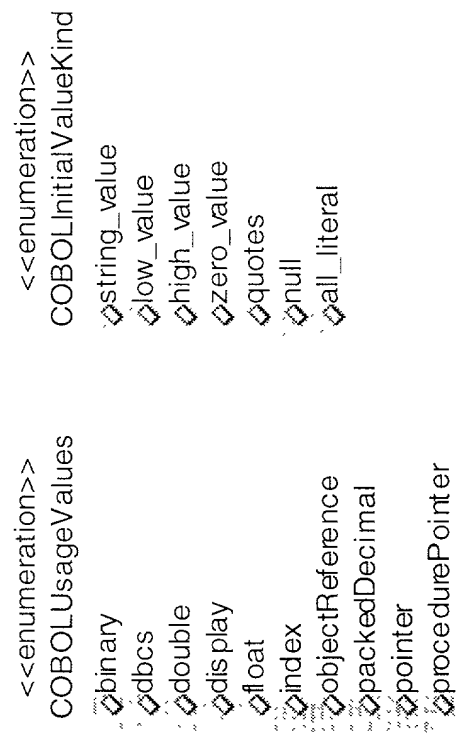 <<enumeration>>
COBOLUsageValues
binary
dbcs
double
display
float
index
objectReference
packedDecimal
pointer
procedurePointer
<<enumeration>>
COBOLInitialValueKind
string_value
low_value
high_value
zero_value
quotes
null
all_literal